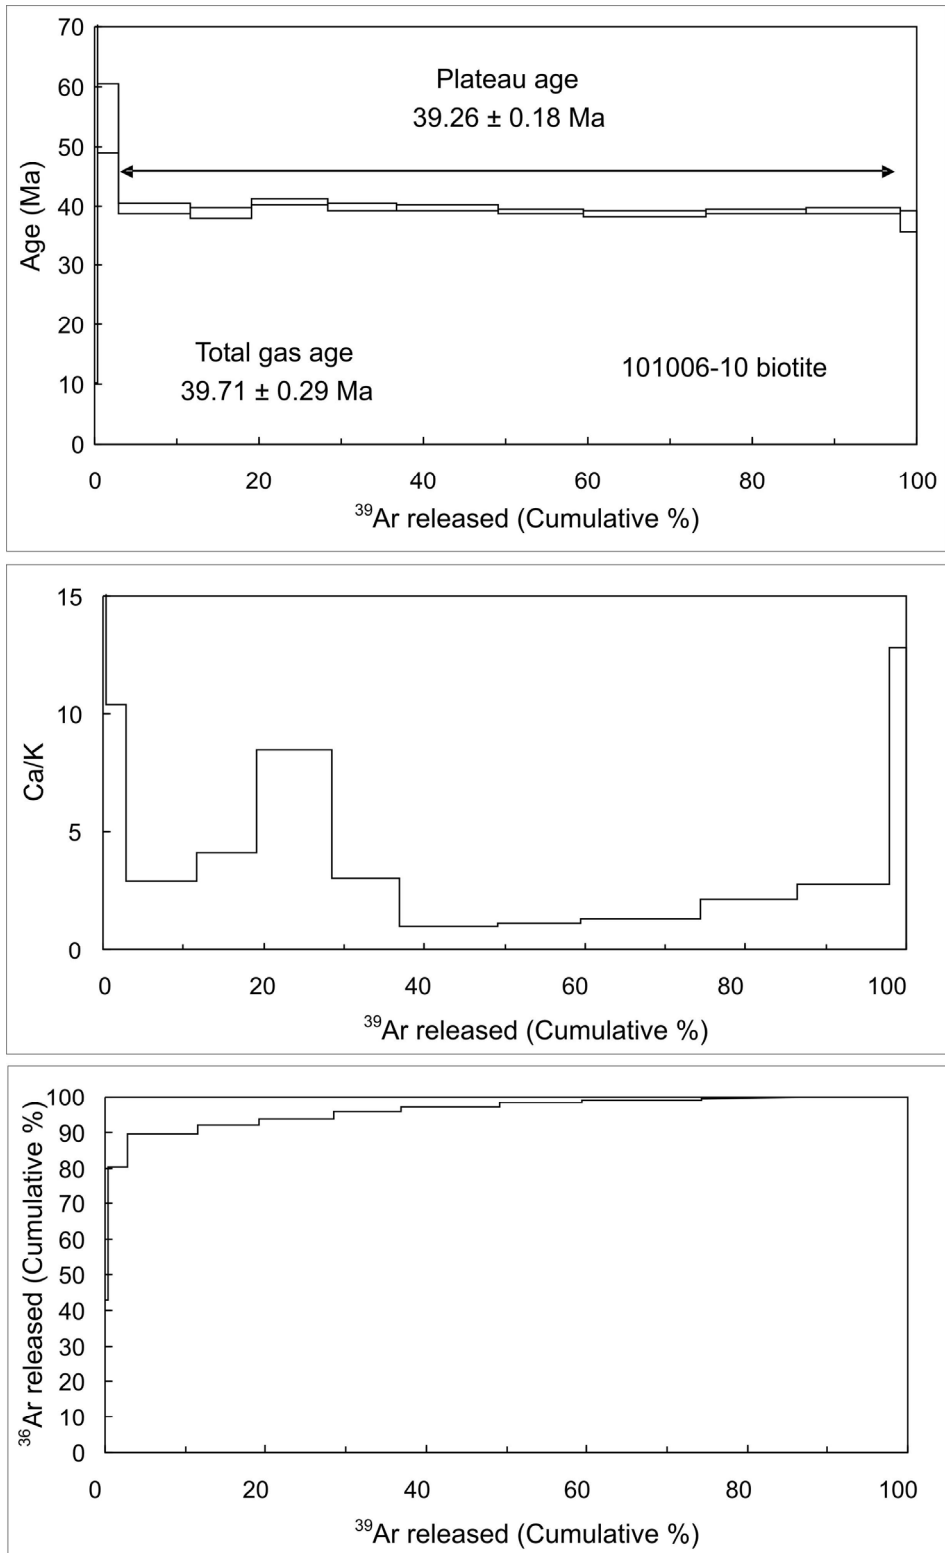 70
60
50
40
30
20
10
0
Age (Ma)
Plateau age
39.26 ± 0.18 Ma
Total gas age
39.71 ± 0.29 Ma
101006-10 biotite
0 20 40 60 80 100
³⁹Ar released (Cumulative %)
15
10
5
0
Ca/K
0 20 40 60 80 100
³⁹Ar released (Cumulative %)
100
90
80
70
60
50
40
30
20
10
0
³⁶Ar released (Cumulative %)
0 20 40 60 80 100
³⁹Ar released (Cumulative %)